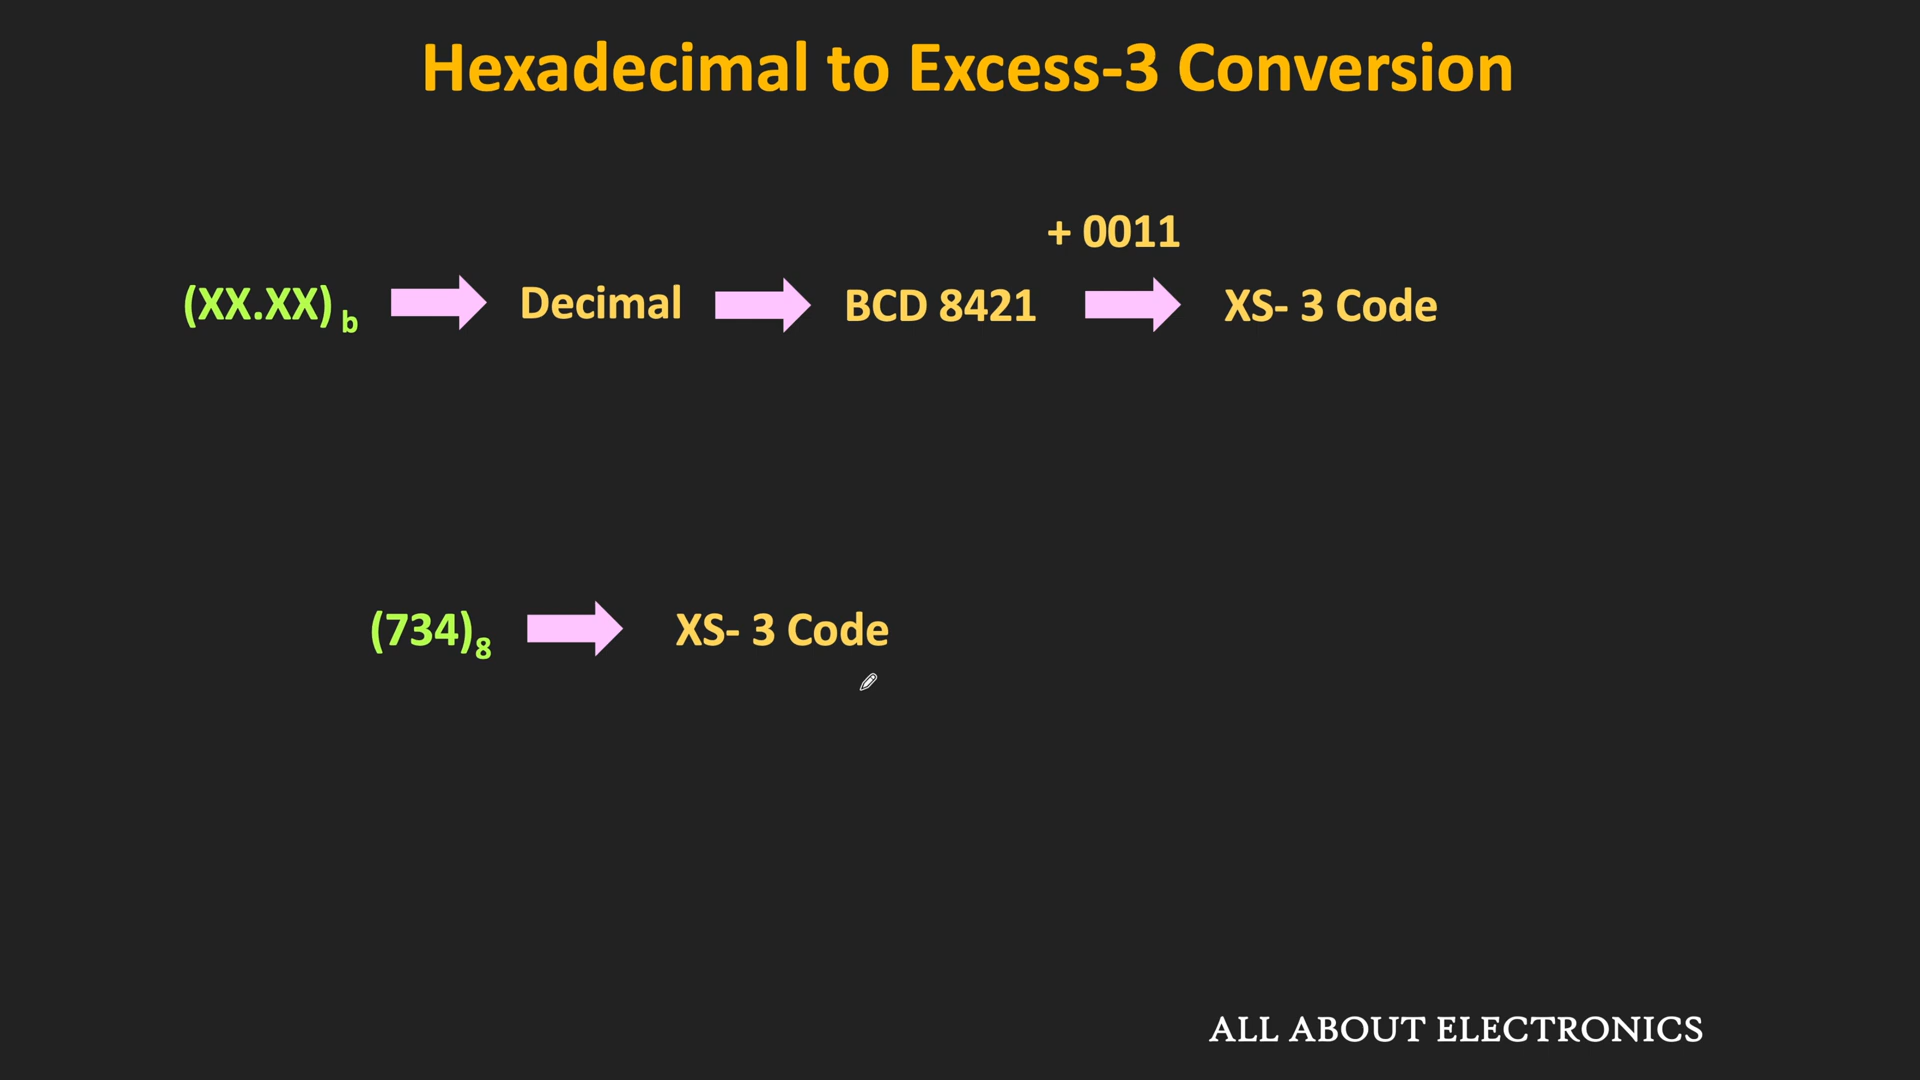 Hexadecimal to Excess-3 Conversion
+ 0011
(XX.XX) b Decimal BCD 8421 XS- 3 Code
(734)8 XS- 3 Code
ALL ABOUT ELECTRONICS